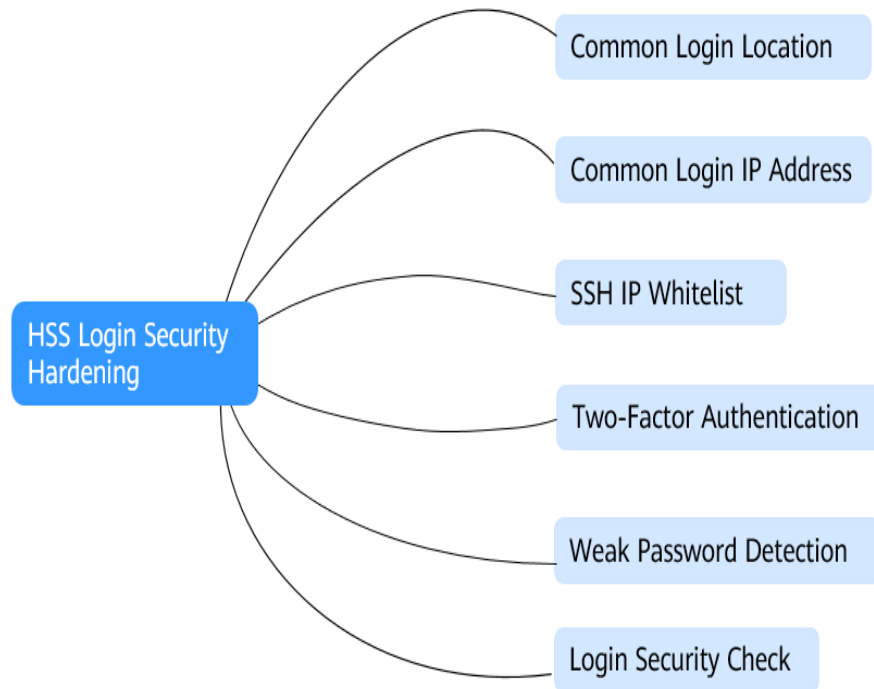 Common Login Location
Common Login IP Address
SSH IP Whitelist
HSS Login Security
Hardening
Two-Factor Authentication
Weak Password Detection
Login Security Check